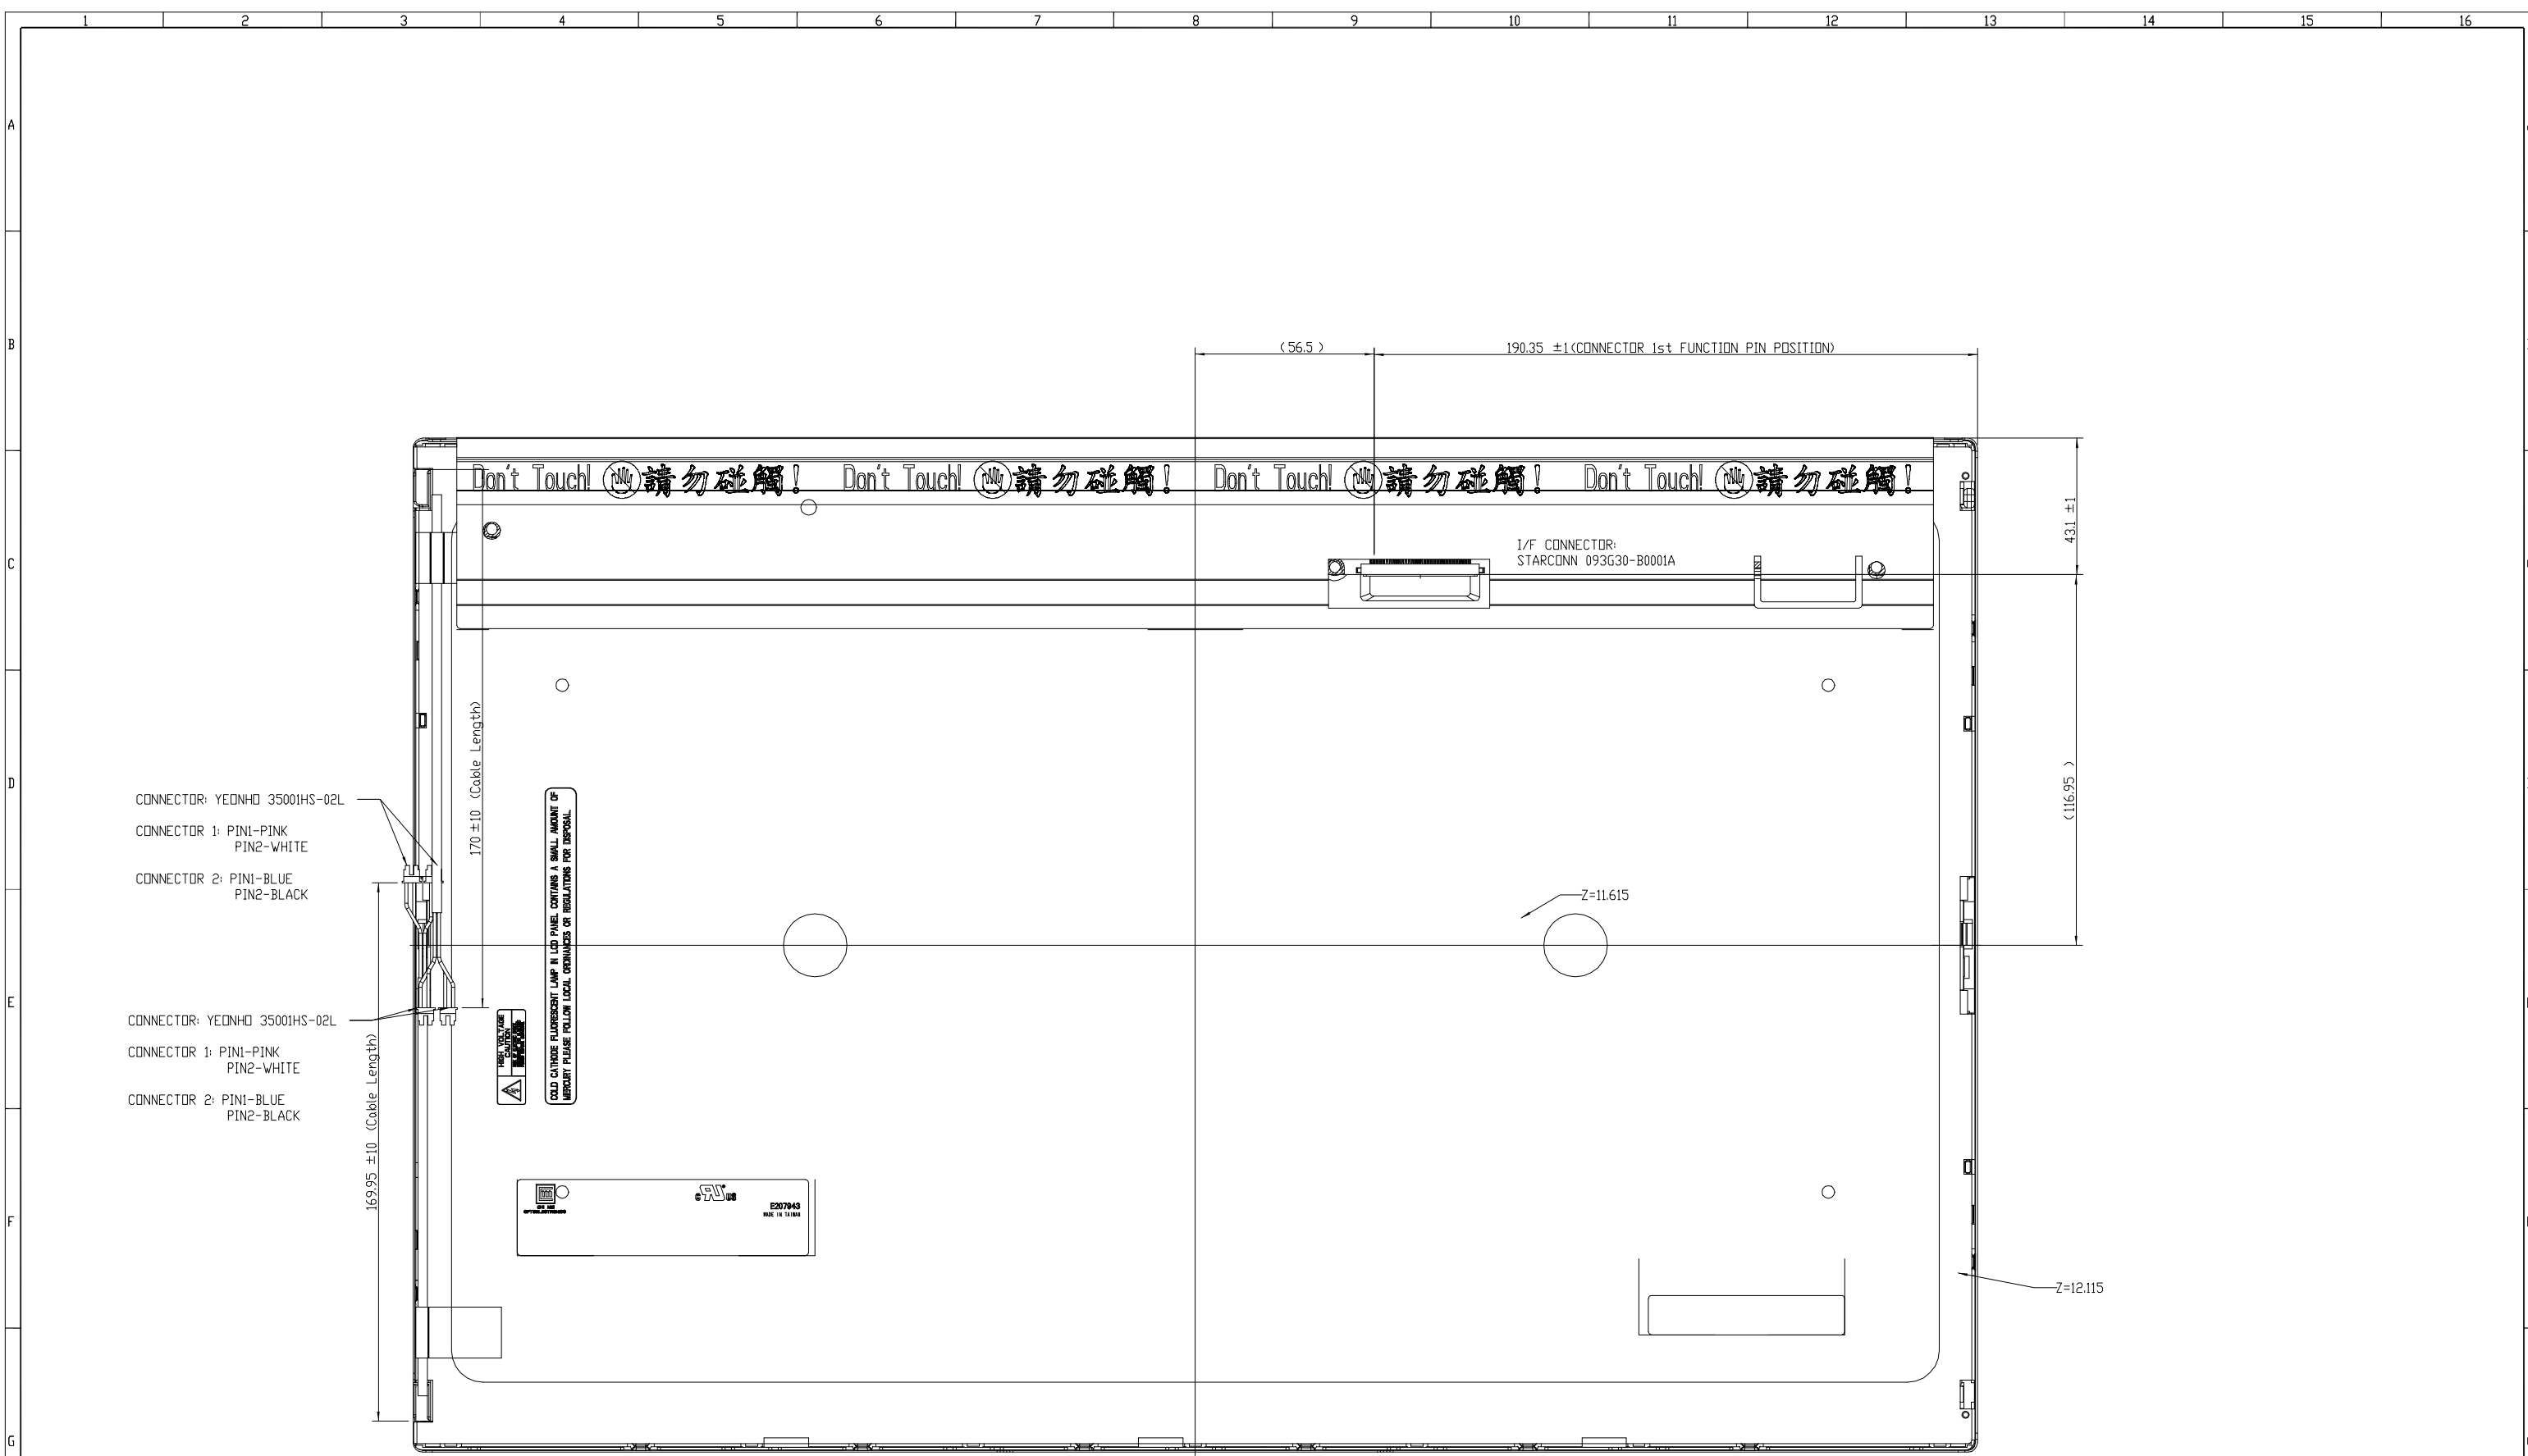 1 2 3 4 5 6 7 8 9 10 11 12 13 14 15 16
A
B
C
D
E
F
G
(56.5)
190.35 ±1(CONNECTOR 1st FUNCTION PIN POSITION)
Don't Touch! 請勿碰觸! Don't Touch! 請勿碰觸! Don't Touch! 請勿碰觸! Don't Touch! 請勿碰觸!
43.1 ±1
I/F CONNECTOR:
STARCONN 093G30-B0001A
170 ±10 (Cable Length)
(116.95)
CONNECTOR: YEONHO 35001HS-02L
CONNECTOR 1: PIN1-PINK
PIN2-WHITE
CONNECTOR 2: PIN1-BLUE
PIN2-BLACK
COLD CATHODE FLUORESCENT LAMP IN LCD PANEL CONTAINS A SMALL AMOUNT OF
MERCURY PLEASE FOLLOW LOCAL ORDINANCES OR REGULATIONS FOR DISPOSAL
Z=11.615
HIGH VOLTAGE
CAUTION
CONNECTOR: YEONHO 35001HS-02L
CONNECTOR 1: PIN1-PINK
PIN2-WHITE
CONNECTOR 2: PIN1-BLUE
PIN2-BLACK
169.95 ±10 (Cable Length)
CHI MEI
OPTOELECTRONICS
c US
E207943
MADE IN TAIWAN
Z=12.115